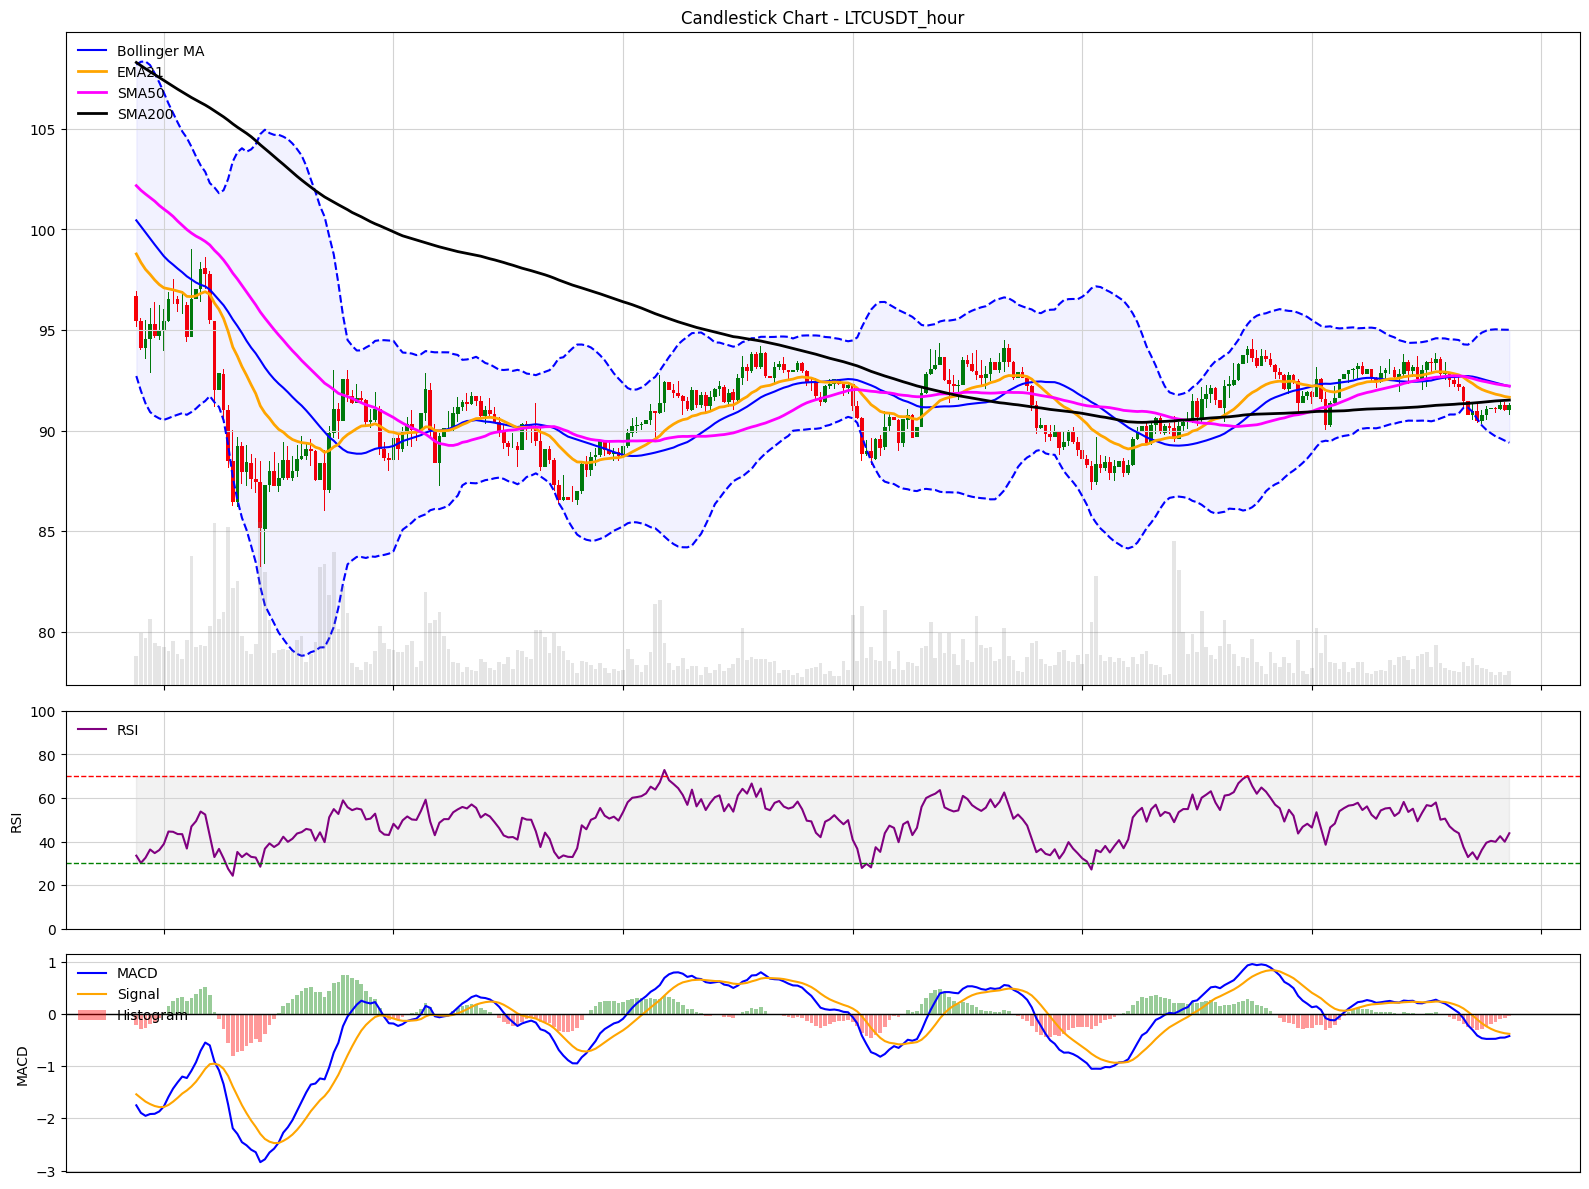 Candlestick Chart - LTCUSDT_hour
Bollinger MA
EMA21
SMA50
SMA200
105
100
95
90
85
80
RSI
100
80
60
40
20
0
RSI
MACD
Signal
Histogram
1
0
−1
−2
−3
MACD